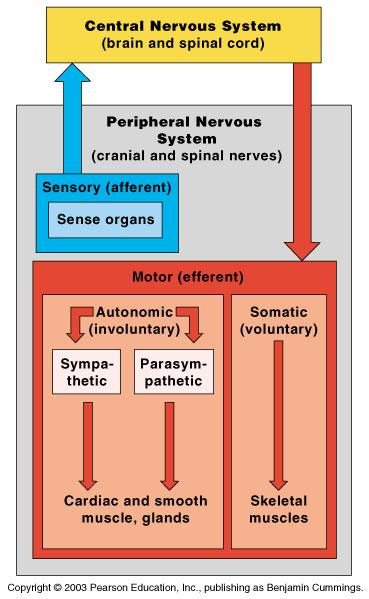 Central Nervous System
(brain and spinal cord)
Peripheral Nervous
System
(cranial and spinal nerves)
Sensory (afferent)
Sense organs
Motor (efferent)
Autonomic
(involuntary)
Sympa-
thetic
Parasym-
pathetic
Cardiac and smooth
muscle, glands
Somatic
(voluntary)
Skeletal
muscles
Copyright © 2003 Pearson Education, Inc., publishing as Benjamin Cummings.